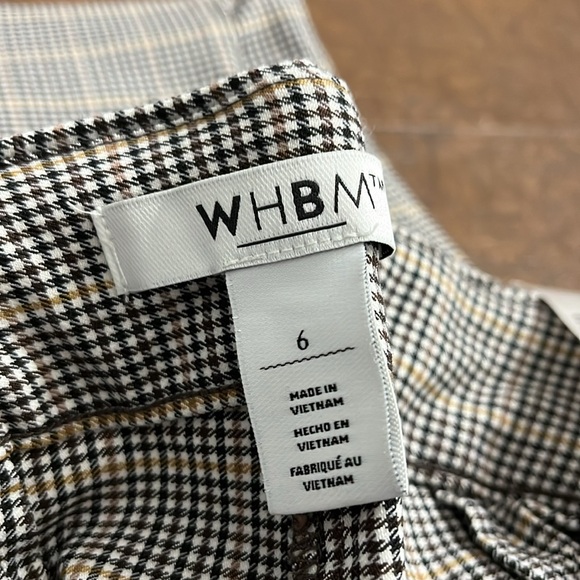 WHBM™
6
MADE IN
VIETNAM
HECHO EN
VIETNAM
FABRIQUÉ AU
VIETNAM